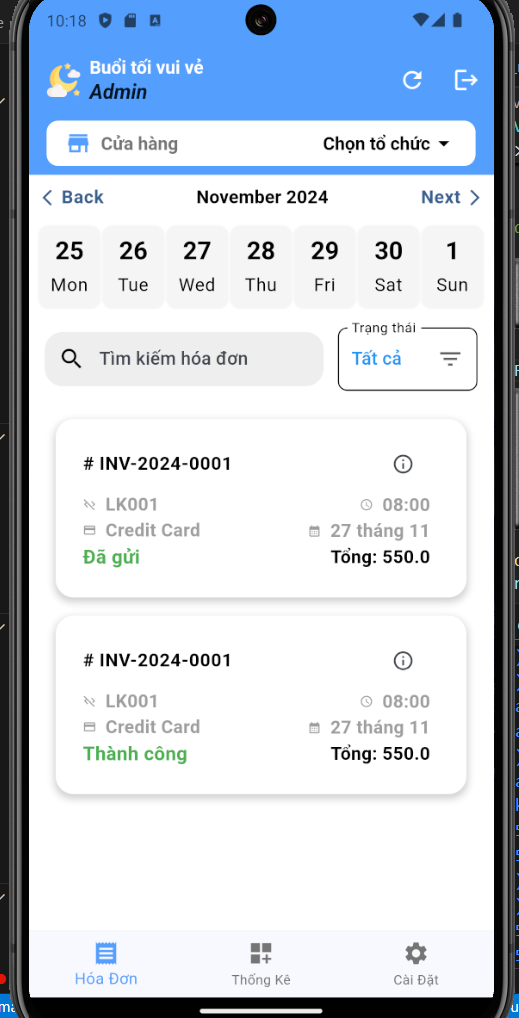 10:18
Buổi tối vui vẻ
Admin
Cửa hàng Chọn tổ chức
Back November 2024 Next
25 26 27 28 29 30 1
Mon Tue Wed Thu Fri Sat Sun
Trạng thái
Tìm kiếm hóa đơn Tất cả
# INV-2024-0001
LK001 08:00
Credit Card 27 tháng 11
Đã gửi Tổng: 550.0
# INV-2024-0001
LK001 08:00
Credit Card 27 tháng 11
Thành công Tổng: 550.0
Hóa Đơn Thống Kê Cài Đặt